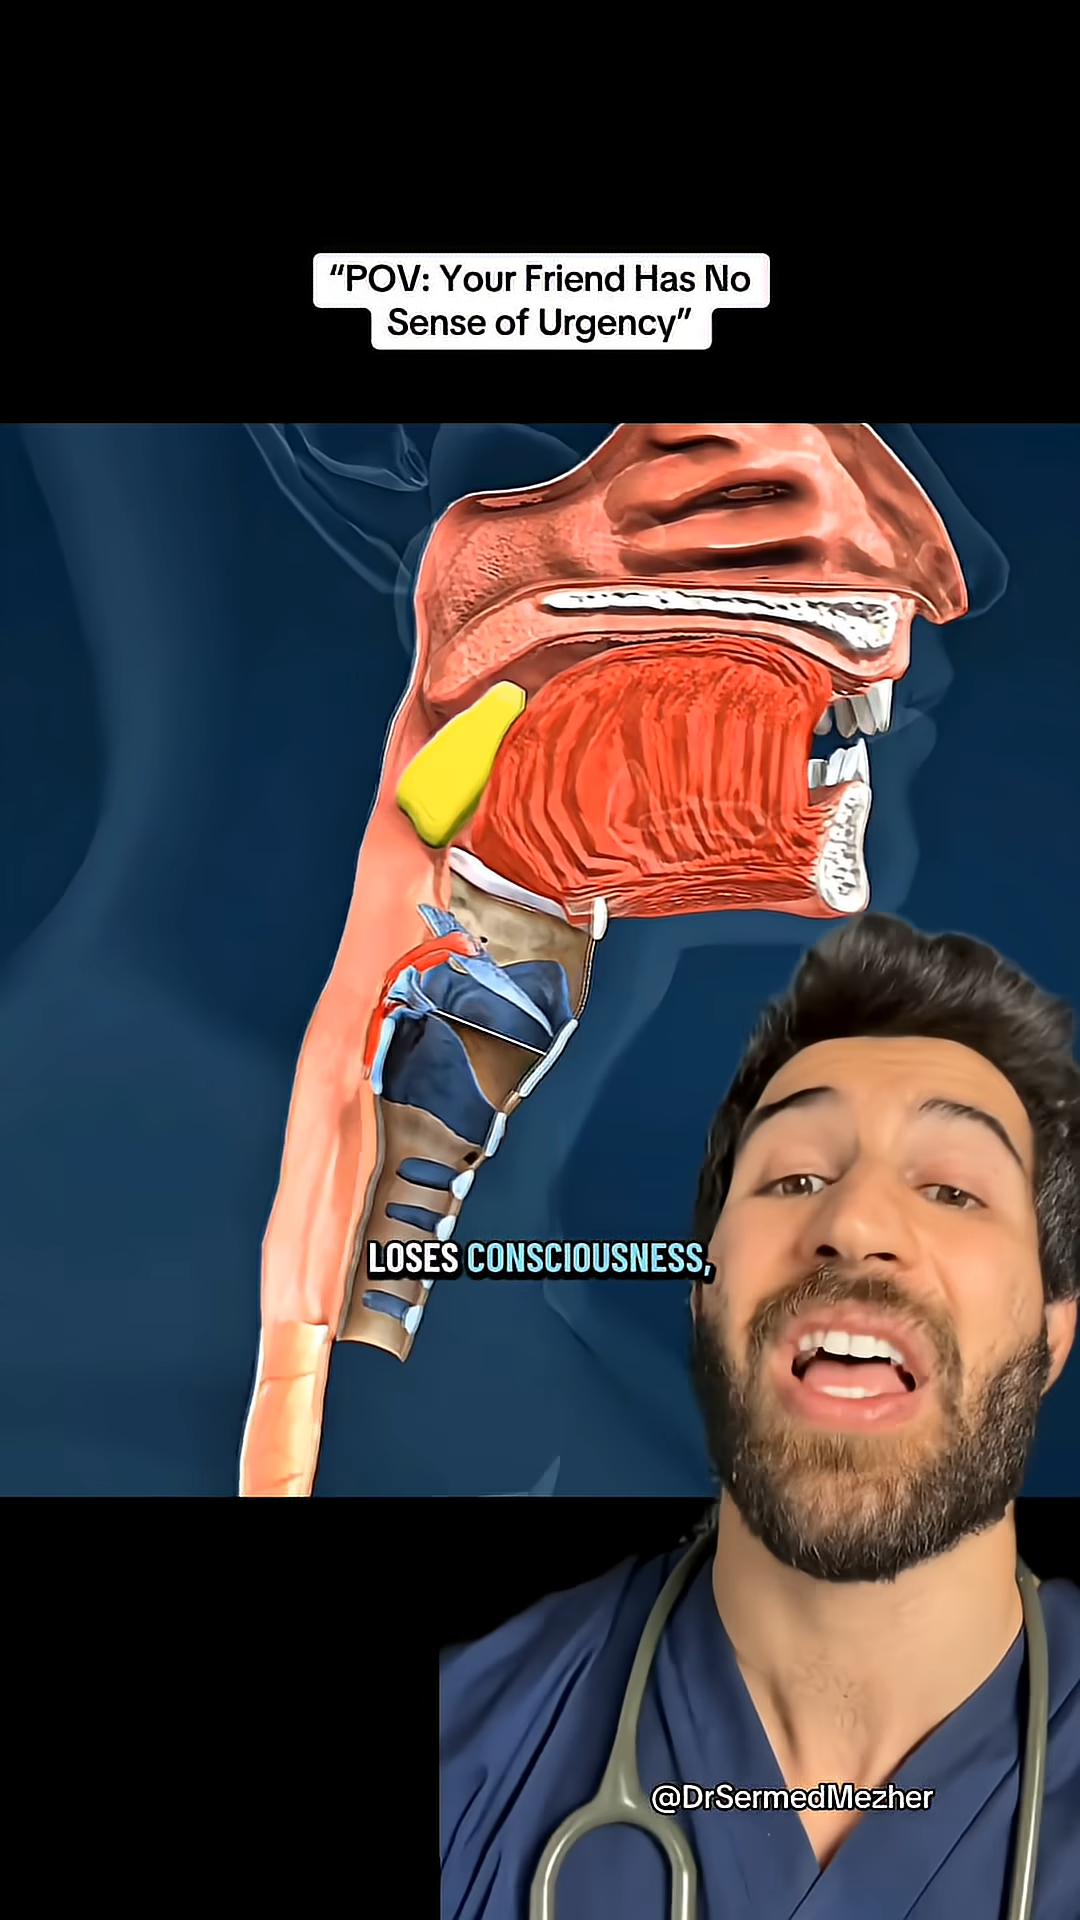 “POV: Your Friend Has No
Sense of Urgency”
LOSES CONSCIOUSNESS,
@DrSermedMezher